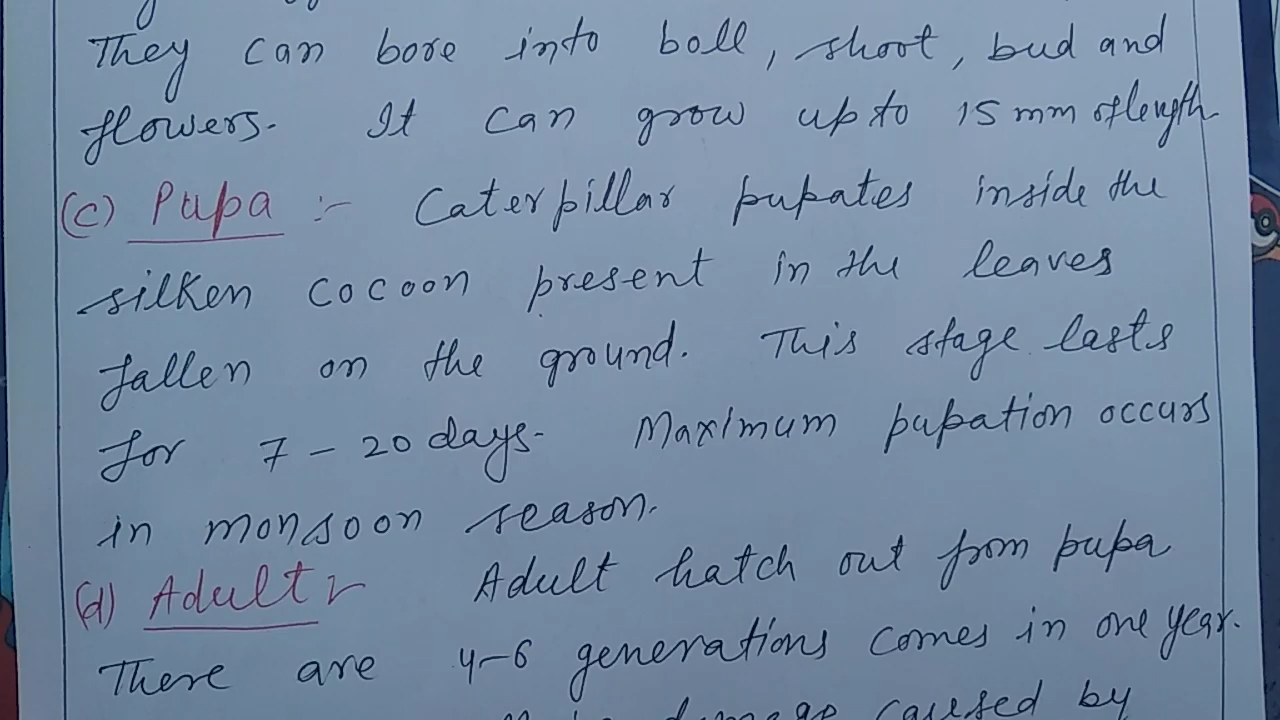 They can bore into boll, shoot, bud and
flowers. It can grow upto 15 mm of length
(c) Pupa :- Caterpillar pupates inside the
silken cocoon present in the leaves
fallen on the ground. This stage lasts
for 7-20 days. Maximum pupation occurs
in monsoon season.
(d) Adult :- Adult hatch out from pupa
There are 4-6 generations comes in one year.
damage caused by